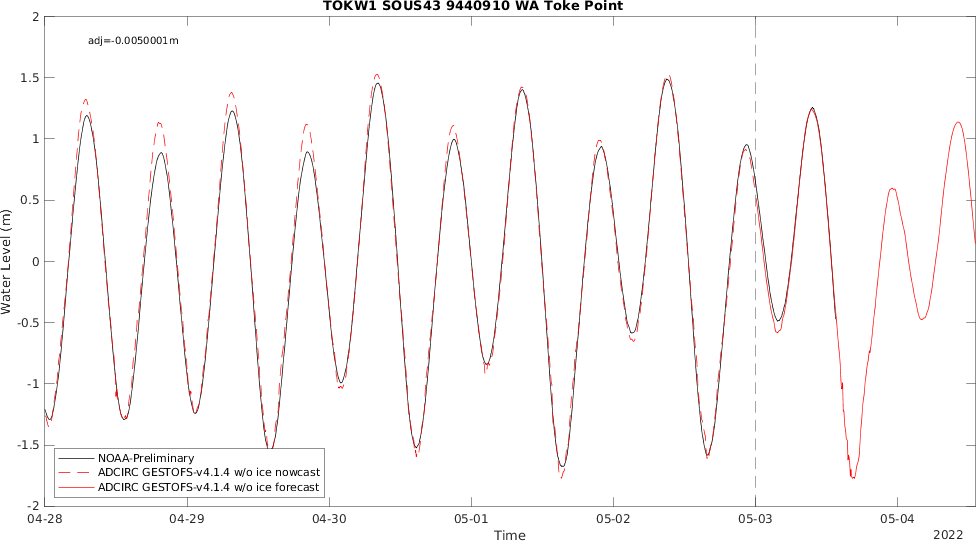 TOKW1 SOUS43 9440910 WA Toke Point
adj=-0.0050001m
2
1.5
1
0.5
0
-0.5
-1
-1.5
-2
Water Level (m)
NOAA-Preliminary
ADCIRC GESTOFS-v4.1.4 w/o ice nowcast
ADCIRC GESTOFS-v4.1.4 w/o ice forecast
04-28 04-29 04-30 05-01 05-02 05-03 05-04
Time
2022